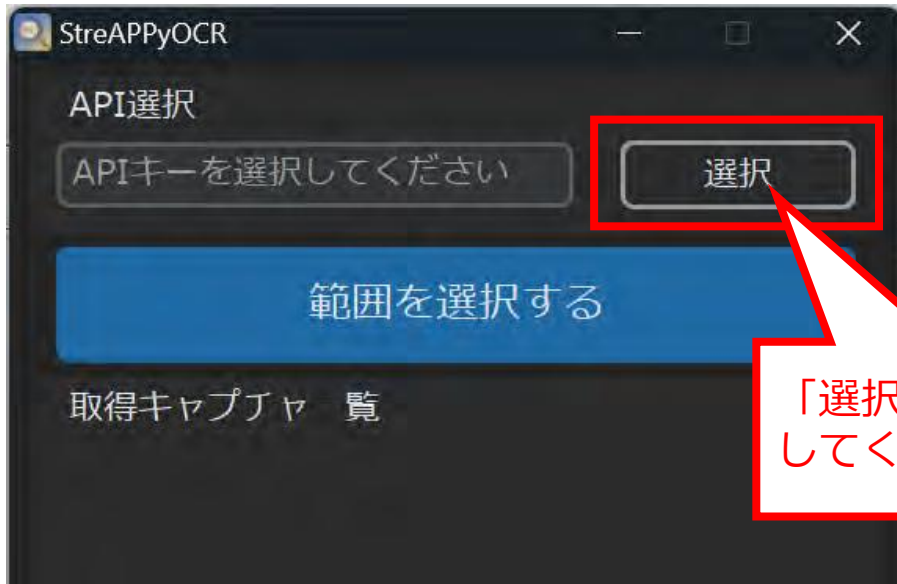 StreAPPyOCR
API選択
APIキーを選択してください
選択
範囲を選択する
取得キャプチャ 覧
「選択
してく